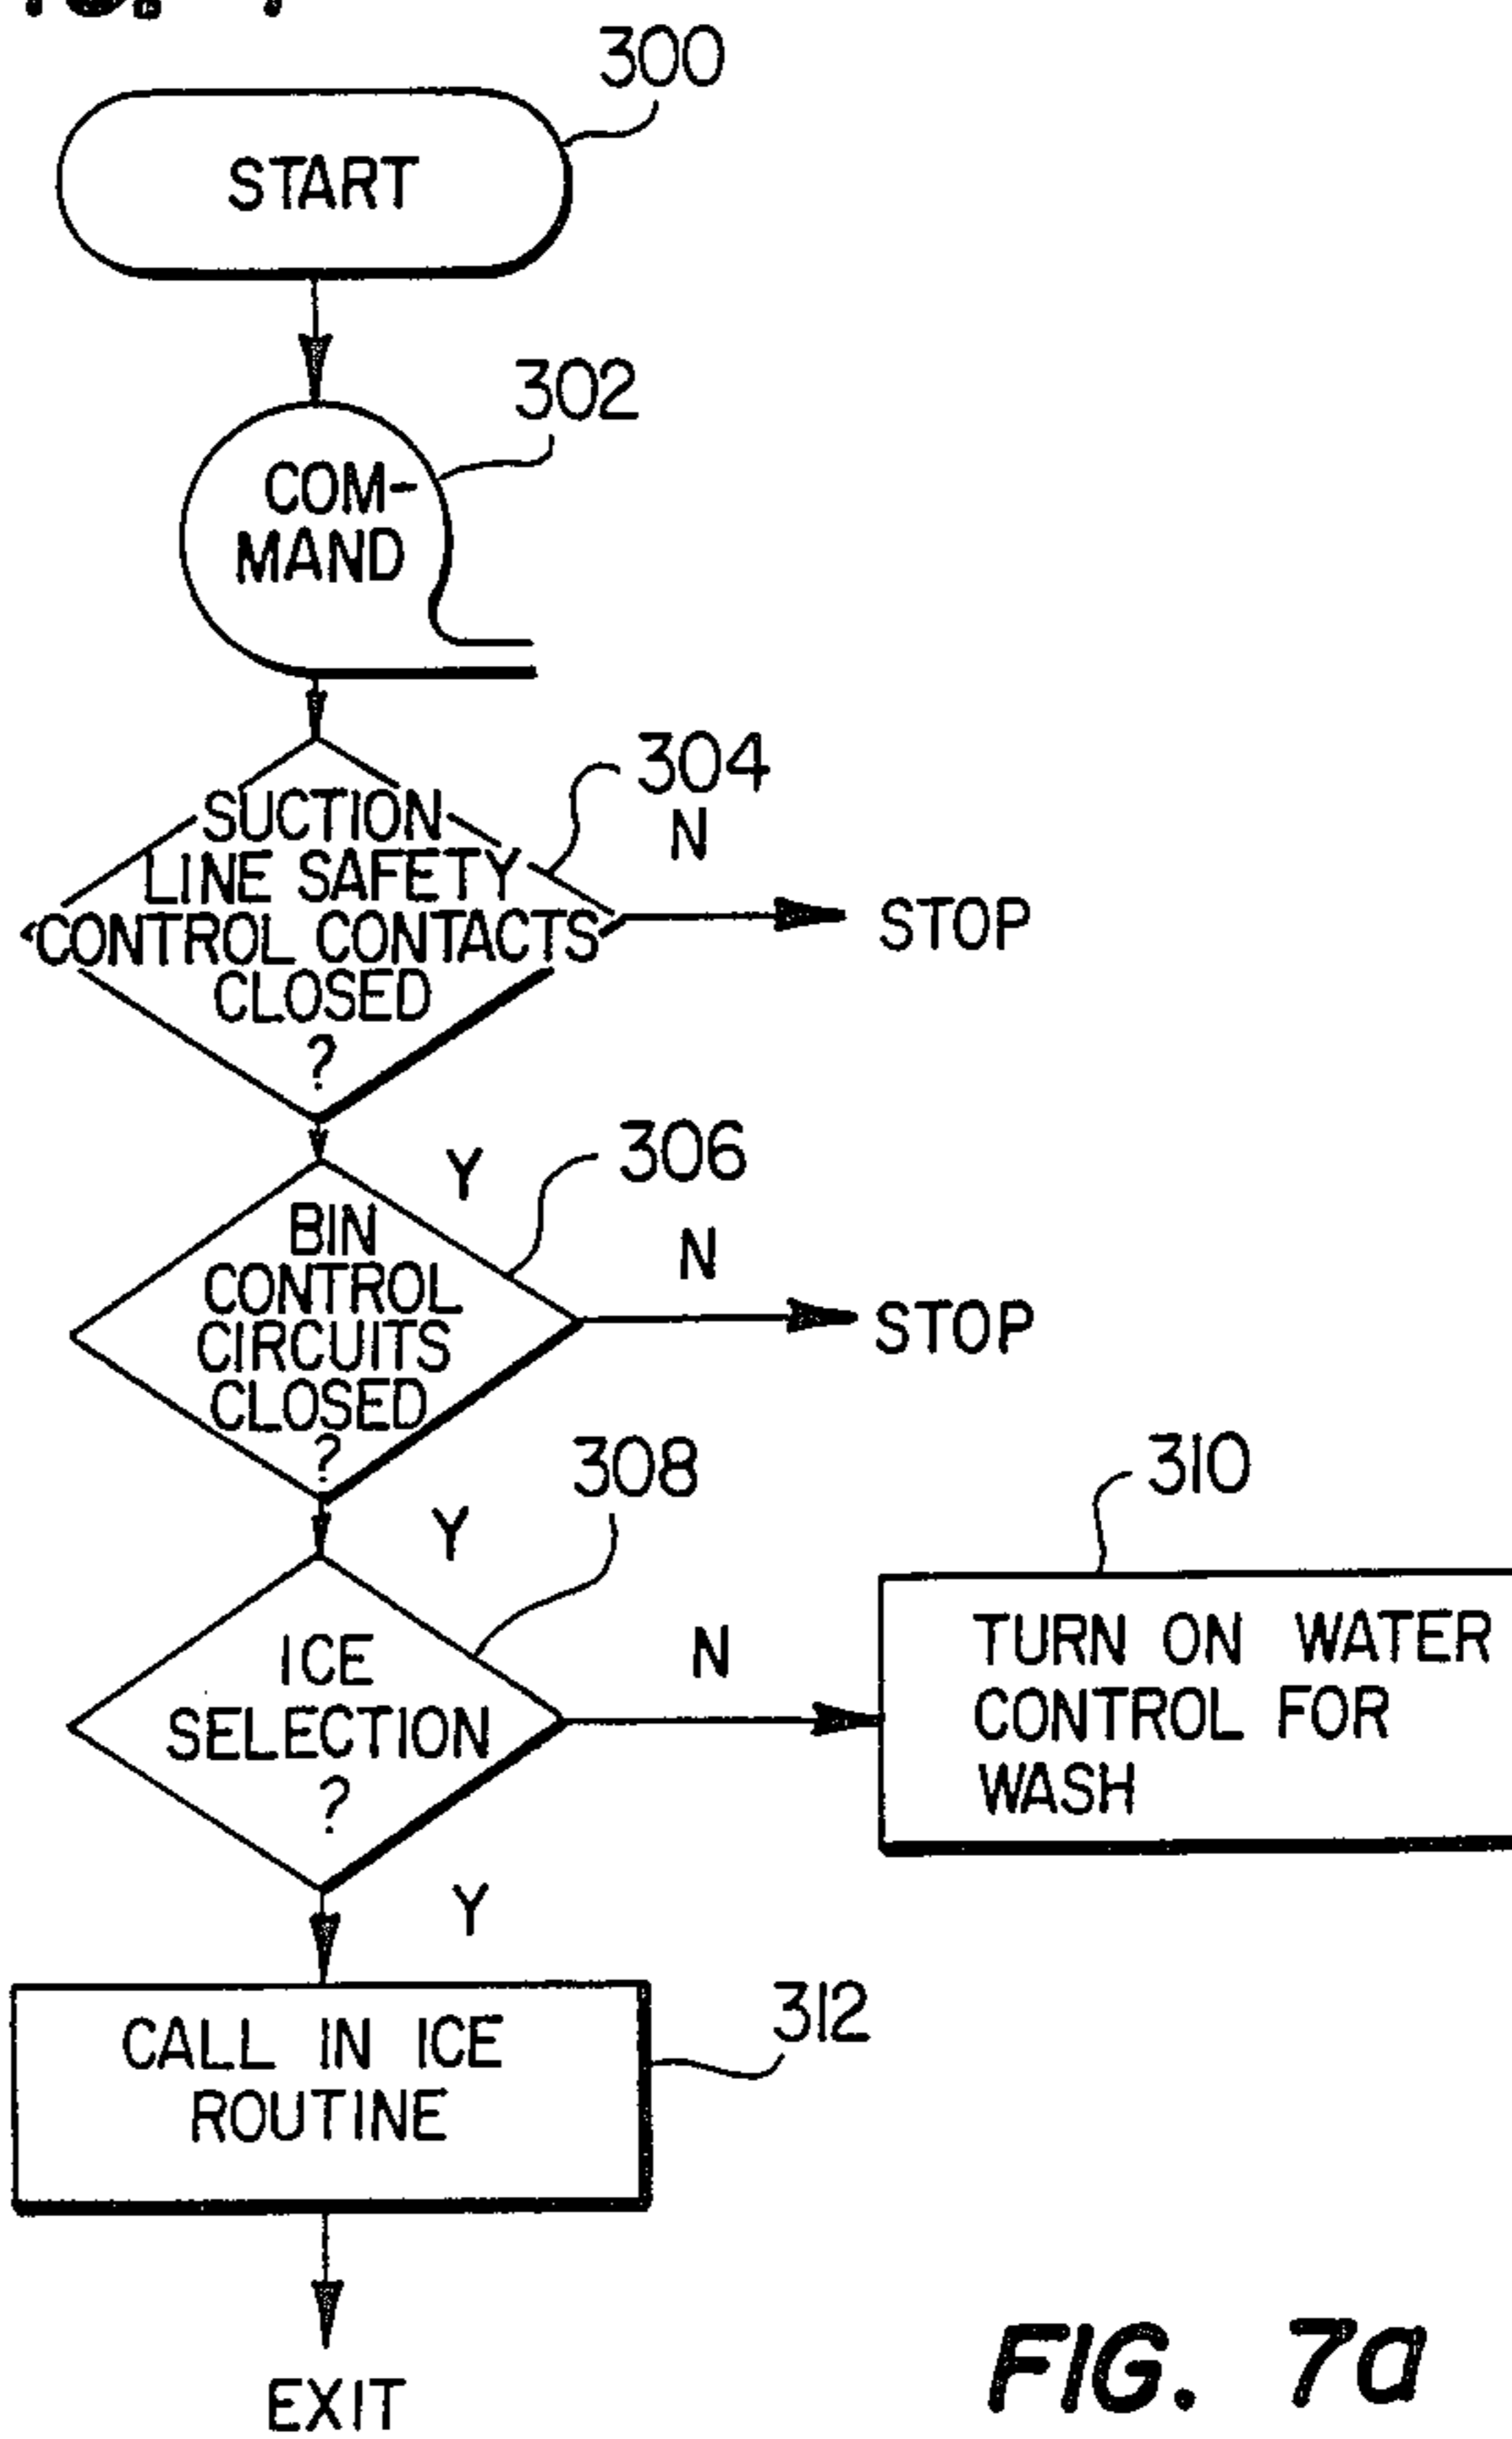 300
START
302
COM-
MAND
304
SUCTION
LINE SAFETY
CONTROL CONTACTS
CLOSED
?
N
STOP
Y
306
BIN
CONTROL
CIRCUITS
CLOSED
?
N
STOP
Y
308
ICE
SELECTION
?
N
310
TURN ON WATER
CONTROL FOR
WASH
Y
312
CALL IN ICE
ROUTINE
EXIT
FIG. 7a